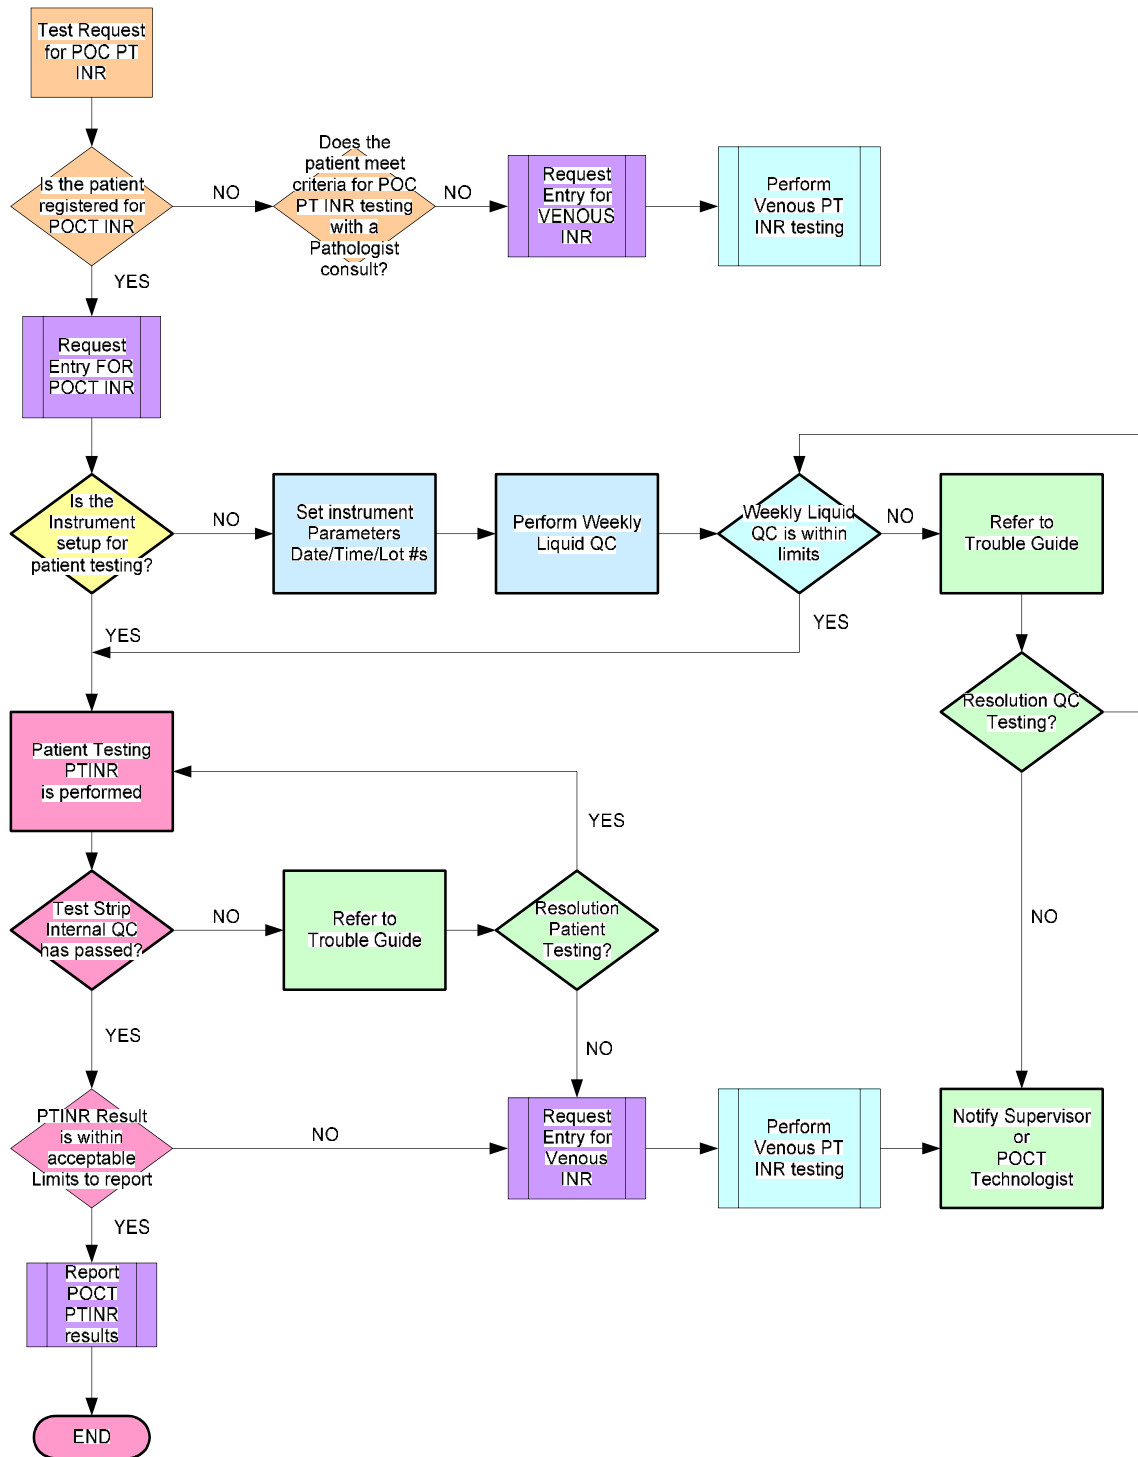 Test Request
for POC PT
INR
Is the patient
registered for
POCT INR
NO
Does the
patient meet
criteria for POC
PT INR testing
with a
Pathologist
consult?
NO
Request
Entry for
VENOUS
INR
Perform
Venous PT
INR testing
YES
Request
Entry FOR
POCT INR
Is the
Instrument
setup for
patient testing?
NO
Set instrument
Parameters
Date/Time/Lot #s
Perform Weekly
Liquid QC
Weekly Liquid
QC is within
limits
NO
Refer to
Trouble Guide
YES
YES
Resolution QC
Testing?
Patient Testing
PTINR
is performed
YES
Test Strip
Internal QC
has passed?
NO
Refer to
Trouble Guide
Resolution
Patient
Testing?
NO
YES
NO
PTINR Result
is within
acceptable
Limits to report
NO
Request
Entry for
Venous
INR
Perform
Venous PT
INR testing
Notify Supervisor
or
POCT
Technologist
YES
Report
POCT
PTINR
results
END